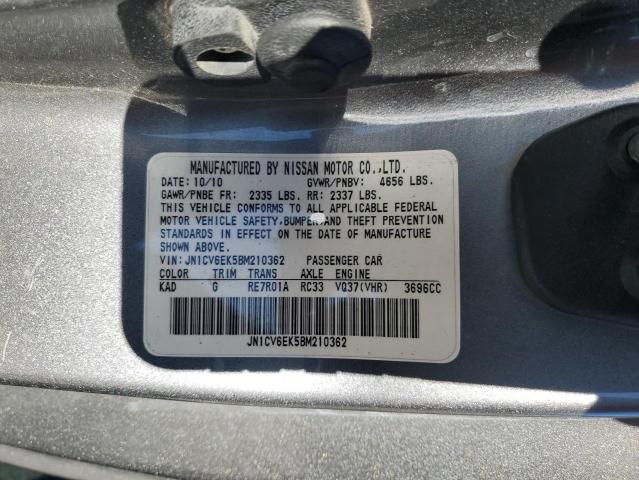 MANUFACTURED BY NISSAN MOTOR CO.,LTD.
DATE: 10/10 GVWR/PNBV: 4656 LBS.
GAWR/PNBE FR: 2335 LBS. RR: 2337 LBS.
THIS VEHICLE CONFORMS TO ALL APPLICABLE FEDERAL
MOTOR VEHICLE SAFETY, BUMPER AND THEFT PREVENTION
STANDARDS IN EFFECT ON THE DATE OF MANUFACTURE
SHOWN ABOVE.
VIN: JN1CV6EK5BM210362 PASSENGER CAR
COLOR TRIM TRANS AXLE ENGINE
KAD G RE7R01A RC33 VQ37(VHR) 3696CC
JN1CV6EK5BM210362